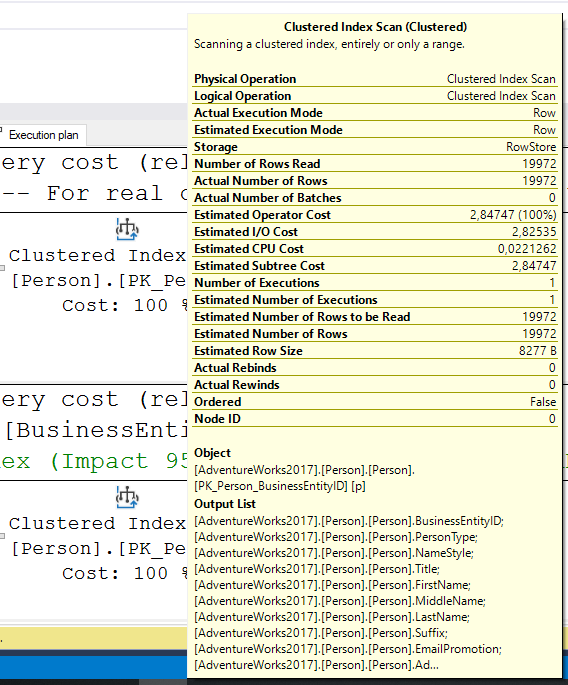 Clustered Index Scan (Clustered)
Scanning a clustered index, entirely or only a range.
Physical Operation Clustered Index Scan
Logical Operation Clustered Index Scan
Actual Execution Mode Row
Estimated Execution Mode Row
Storage RowStore
Number of Rows Read 19972
Actual Number of Rows 19972
Actual Number of Batches 0
Estimated Operator Cost 2,84747 (100%)
Estimated I/O Cost 2,82535
Estimated CPU Cost 0,0221262
Estimated Subtree Cost 2,84747
Number of Executions 1
Estimated Number of Executions 1
Estimated Number of Rows to be Read 19972
Estimated Number of Rows 19972
Estimated Row Size 8277 B
Actual Rebinds 0
Actual Rewinds 0
Ordered False
Node ID 0
Object
[AdventureWorks2017].[Person].[Person].
[PK_Person_BusinessEntityID] [p]
Output List
[AdventureWorks2017].[Person].[Person].BusinessEntityID;
[AdventureWorks2017].[Person].[Person].PersonType;
[AdventureWorks2017].[Person].[Person].NameStyle;
[AdventureWorks2017].[Person].[Person].Title;
[AdventureWorks2017].[Person].[Person].FirstName;
[AdventureWorks2017].[Person].[Person].MiddleName;
[AdventureWorks2017].[Person].[Person].LastName;
[AdventureWorks2017].[Person].[Person].Suffix;
[AdventureWorks2017].[Person].[Person].EmailPromotion;
[AdventureWorks2017].[Person].[Person].Ad...
Execution plan
ery cost (rel
-- For real c
Clustered Index
[Person].[PK_Pe
Cost: 100 %
ery cost (rel
[BusinessEnti
ex (Impact 95
Clustered Index
[Person].[PK_Pe
Cost: 100 %